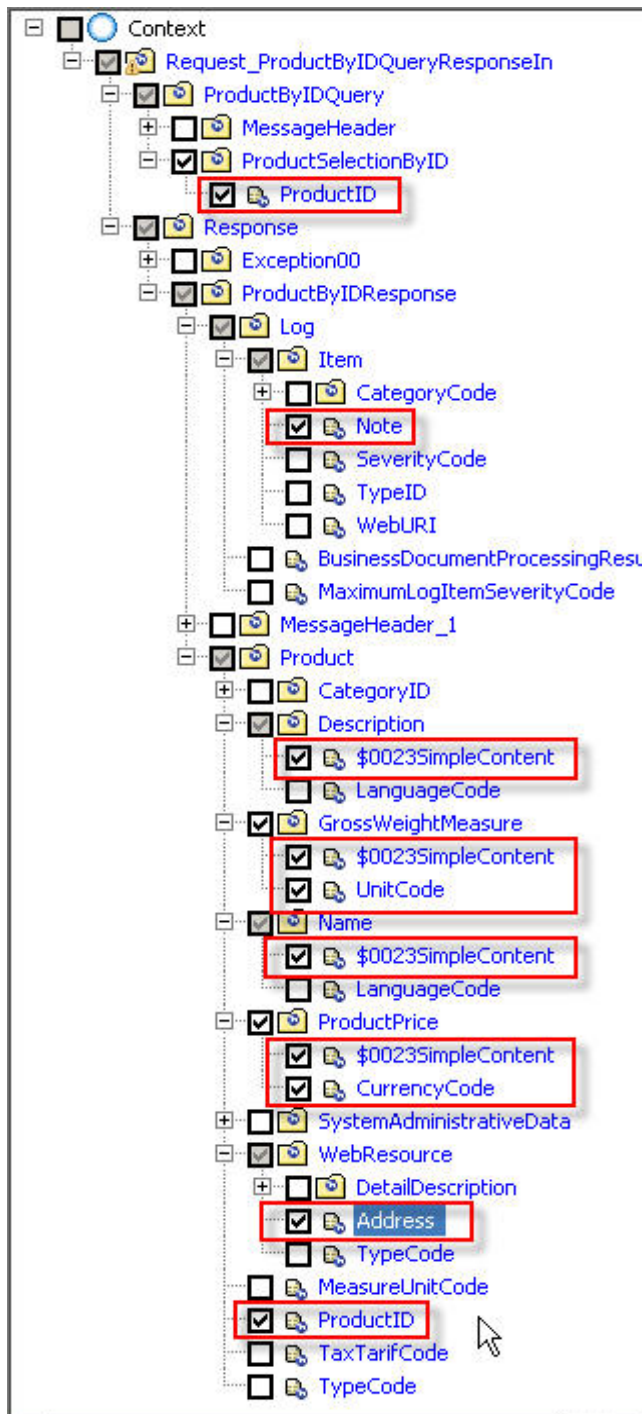 Context
Request_ProductByIDQueryResponseIn
ProductByIDQuery
MessageHeader
ProductSelectionByID
ProductID
Response
Exception00
ProductByIDResponse
Log
Item
CategoryCode
Note
SeverityCode
TypeID
WebURI
BusinessDocumentProcessingResu
MaximumLogItemSeverityCode
MessageHeader_1
Product
CategoryID
Description
$0023SimpleContent
LanguageCode
GrossWeightMeasure
$0023SimpleContent
UnitCode
Name
$0023SimpleContent
LanguageCode
ProductPrice
$0023SimpleContent
CurrencyCode
SystemAdministrativeData
WebResource
DetailDescription
Address
TypeCode
MeasureUnitCode
ProductID
TaxTarifCode
TypeCode